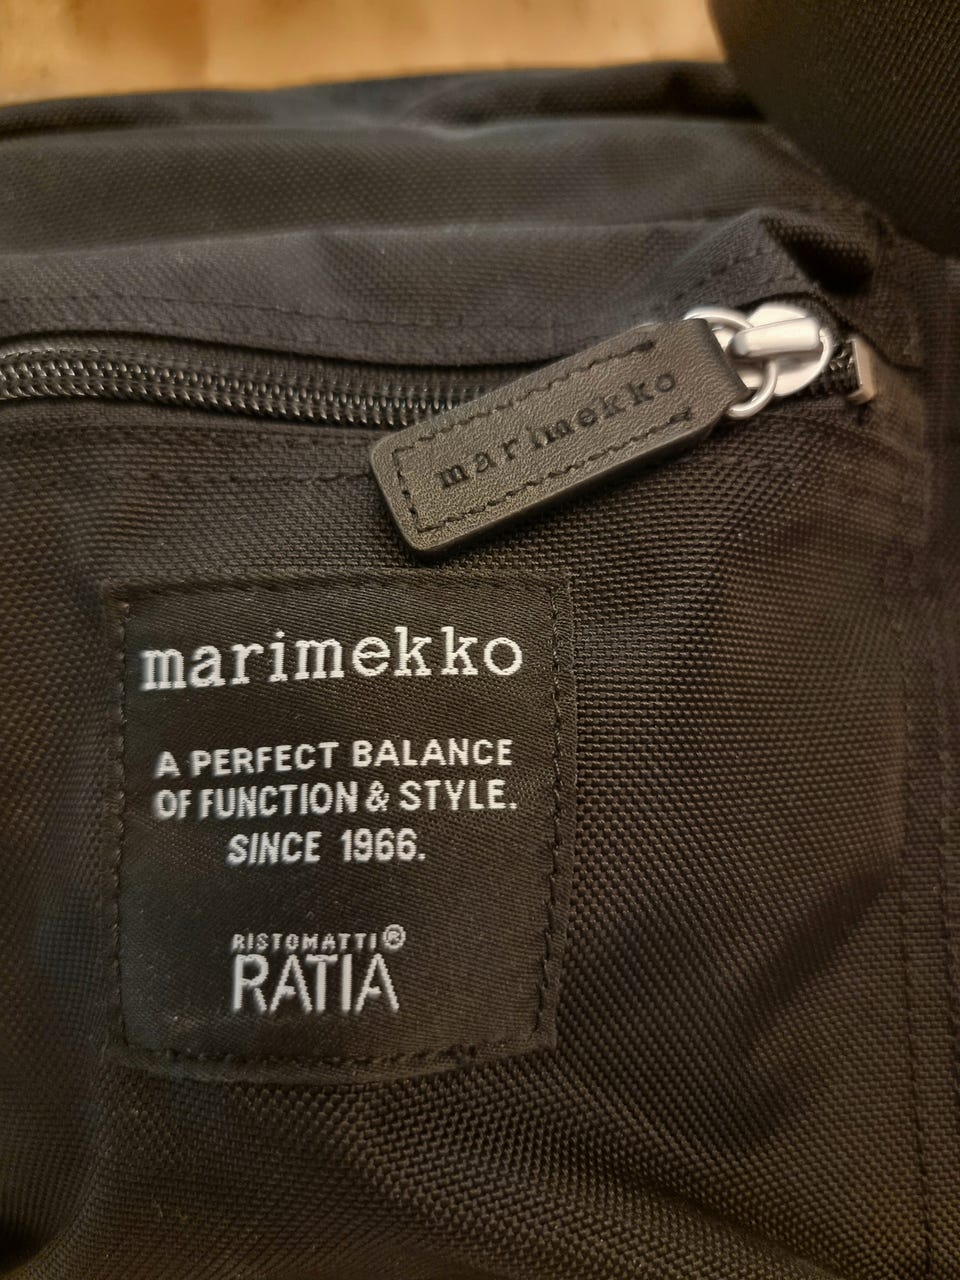 marimekko
marimekko
A PERFECT BALANCE
OF FUNCTION & STYLE.
SINCE 1966.
RISTOMATTI®
RATIA